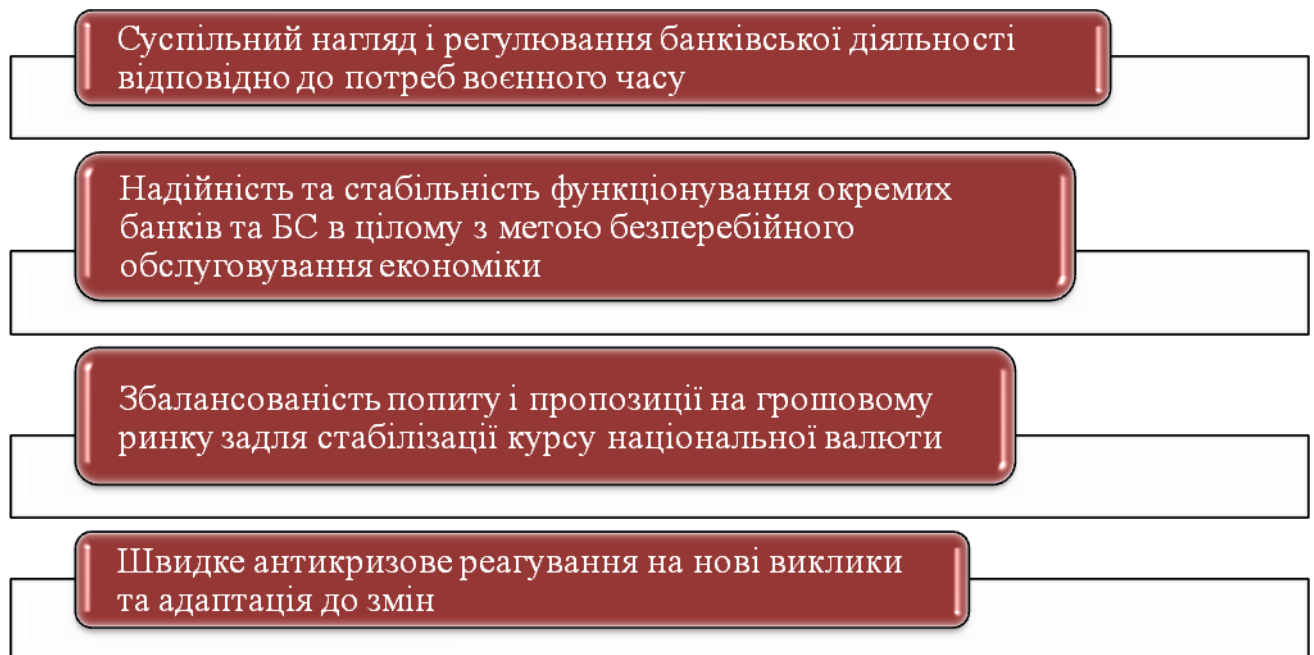 Суспільний нагляд і регулювання банківської діяльності
відповідно до потреб воєнного часу
Надійність та стабільність функціонування окремих
банків та БС в цілому з метою безперебійного
обслуговування економіки
Збалансованість попиту і пропозиції на грошовому
ринку задля стабілізації курсу національної валюти
Швидке антикризове реагування на нові виклики
та адаптація до змін